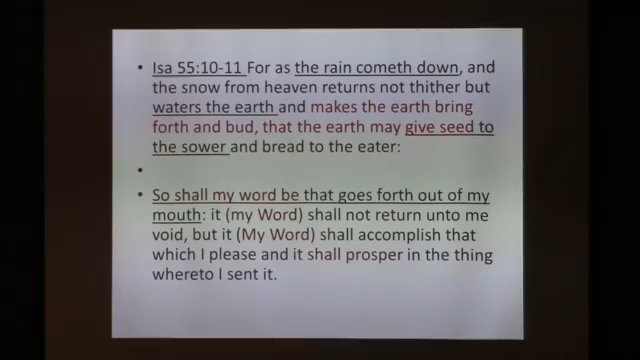 • Isa 55:10-11 For as the rain cometh down, and
the snow from heaven returns not thither but
waters the earth and makes the earth bring
forth and bud, that the earth may give seed to
the sower and bread to the eater:
•
• So shall my word be that goes forth out of my
mouth: it (my Word) shall not return unto me
void, but it (My Word) shall accomplish that
which I please and it shall prosper in the thing
whereto I sent it.